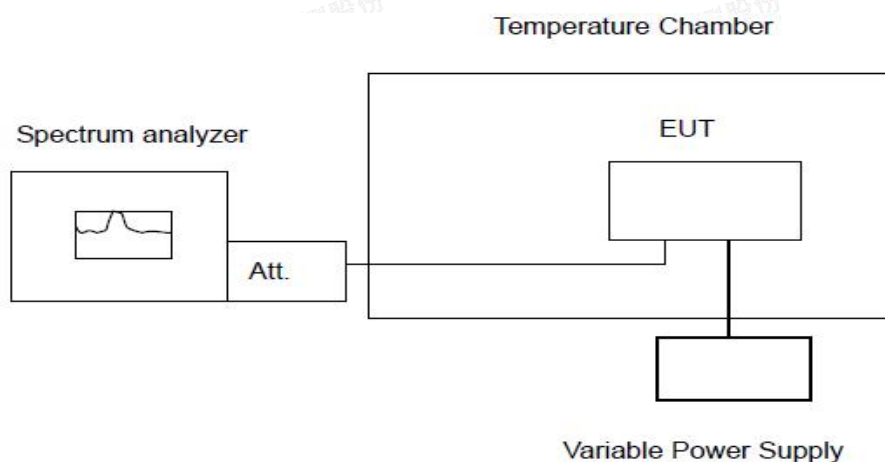 Temperature Chamber
Spectrum analyzer
EUT
Att.
Variable Power Supply